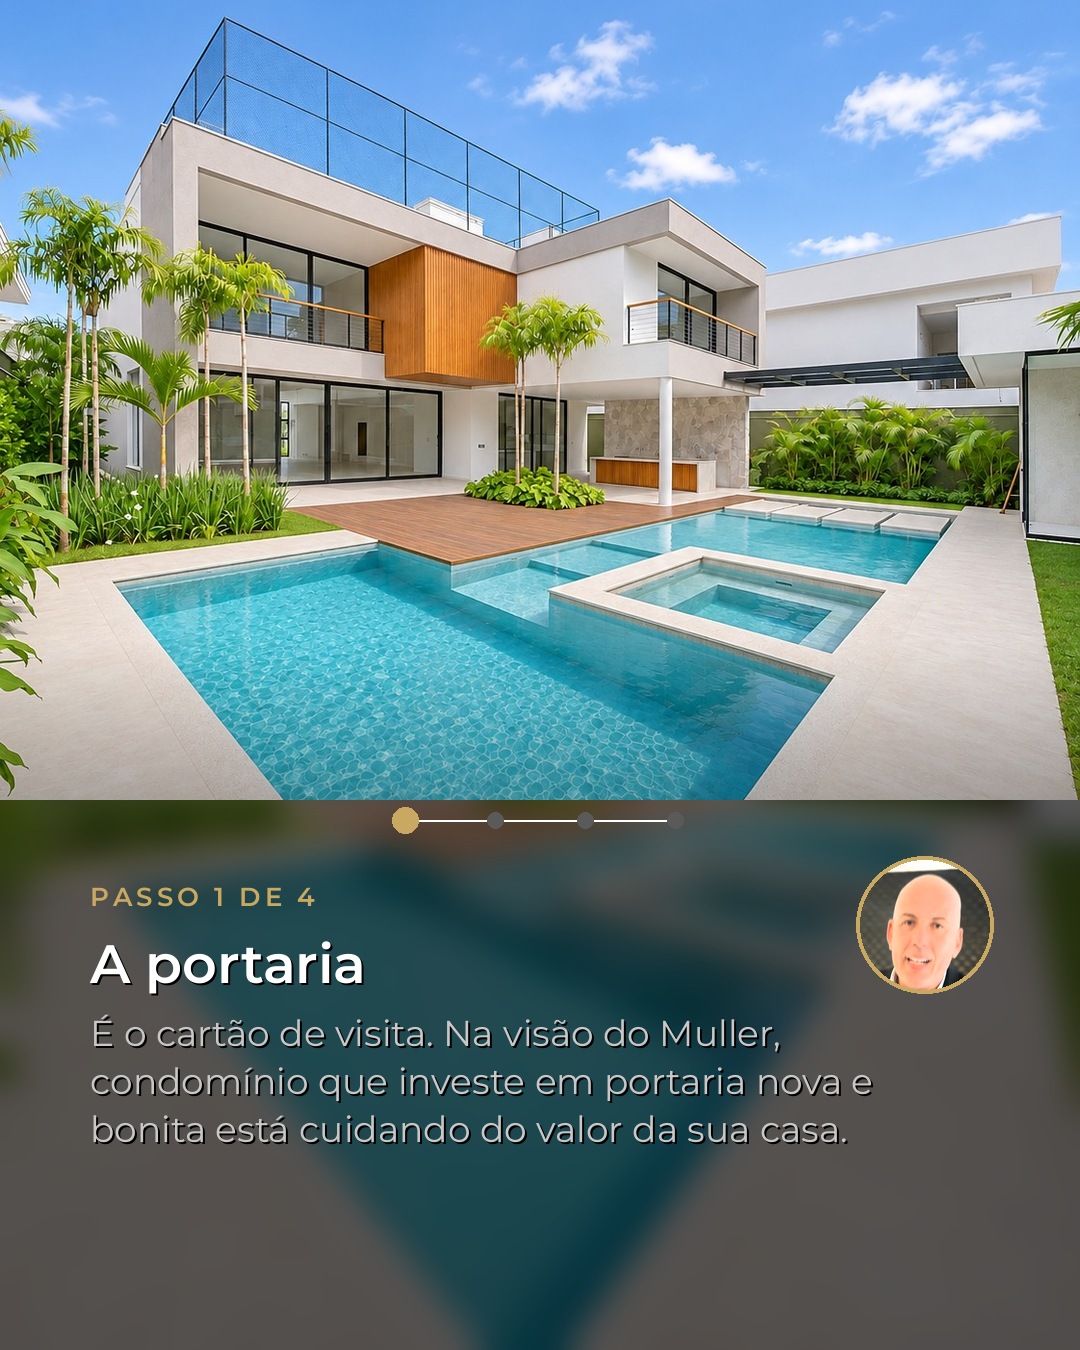 PASSO 1 DE 4
A portaria
É o cartão de visita. Na visão do Muller,
condomínio que investe em portaria nova e
bonita está cuidando do valor da sua casa.